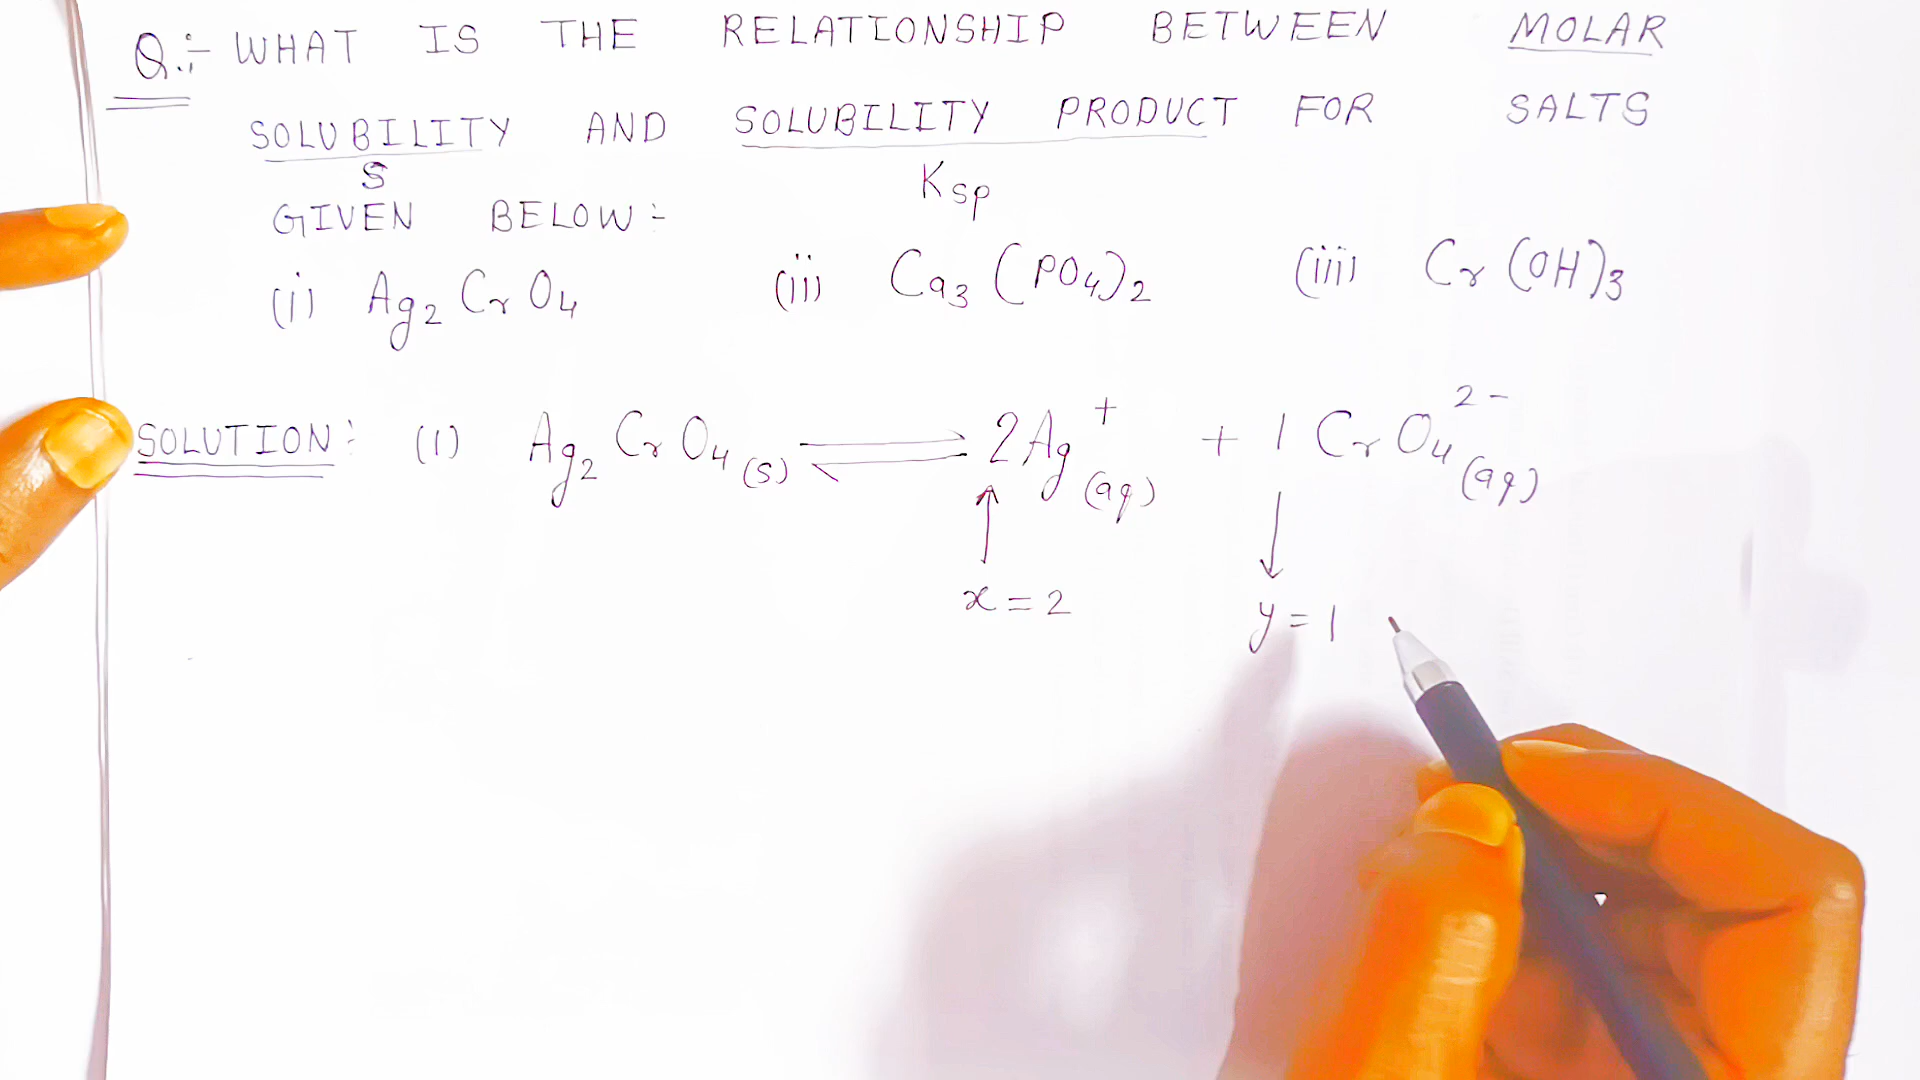 Q.:- WHAT IS THE RELATIONSHIP BETWEEN MOLAR
SOLUBILITY AND SOLUBILITY PRODUCT FOR SALTS
S Ksp
GIVEN BELOW :-
(i) Ag2CrO4 (ii) Ca3(PO4)2 (iii) Cr(OH)3
SOLUTION: (1) Ag2CrO4(s) ⇌ 2Ag+(aq) + 1CrO4 2-(aq)
x = 2 y = 1